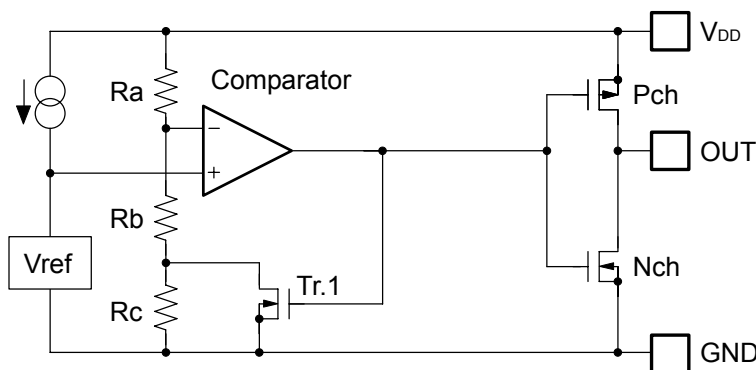 VDD
Ra
Comparator
Pch
−
+
OUT
Rb
Vref
Nch
Tr.1
Rc
GND